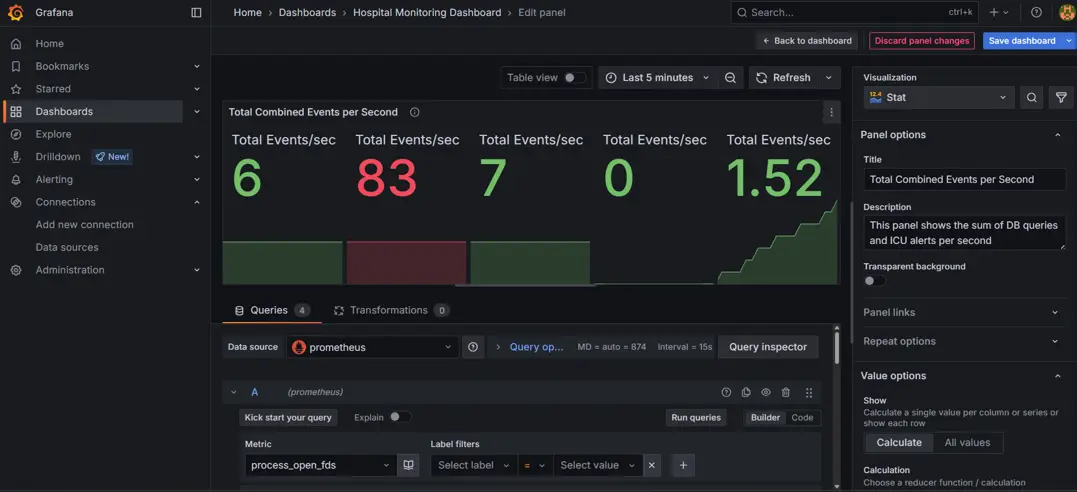 Grafana
Home › Dashboards › Hospital Monitoring Dashboard › Edit panel
Search... ctrl+k
Back to dashboard
Discard panel changes
Save dashboard
Home
Bookmarks
Starred
Dashboards
Explore
Drilldown New!
Alerting
Connections
Add new connection
Data sources
Administration
Table view
Last 5 minutes
Refresh
Total Combined Events per Second
Total Events/sec Total Events/sec Total Events/sec Total Events/sec Total Events/sec
6 83 7 0 1.52
Queries 4 Transformations 0
Data source prometheus Query op... MD = auto = 874 Interval = 15s Query inspector
A (prometheus)
Kick start your query Explain Run queries Builder Code
Metric Label filters
process_open_fds Select label = Select value
Visualization
12.4
Stat
Panel options
Title
Total Combined Events per Second
Description
This panel shows the sum of DB queries
and ICU alerts per second
Transparent background
Panel links
Repeat options
Value options
Show
Calculate a single value per column or series or
show each row
Calculate All values
Calculation
Choose a reducer function / calculation